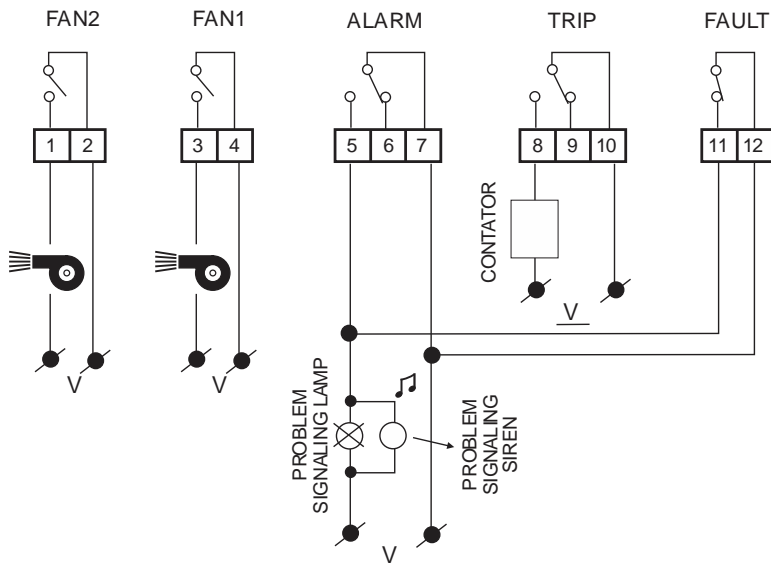 FAN2 FAN1 ALARM TRIP FAULT
1 2 3 4 5 6 7 8 9 10 11 12
CONTATOR
V
V V
PROBLEM
SIGNALING LAMP
PROBLEM
SIGNALING
SIREN
V